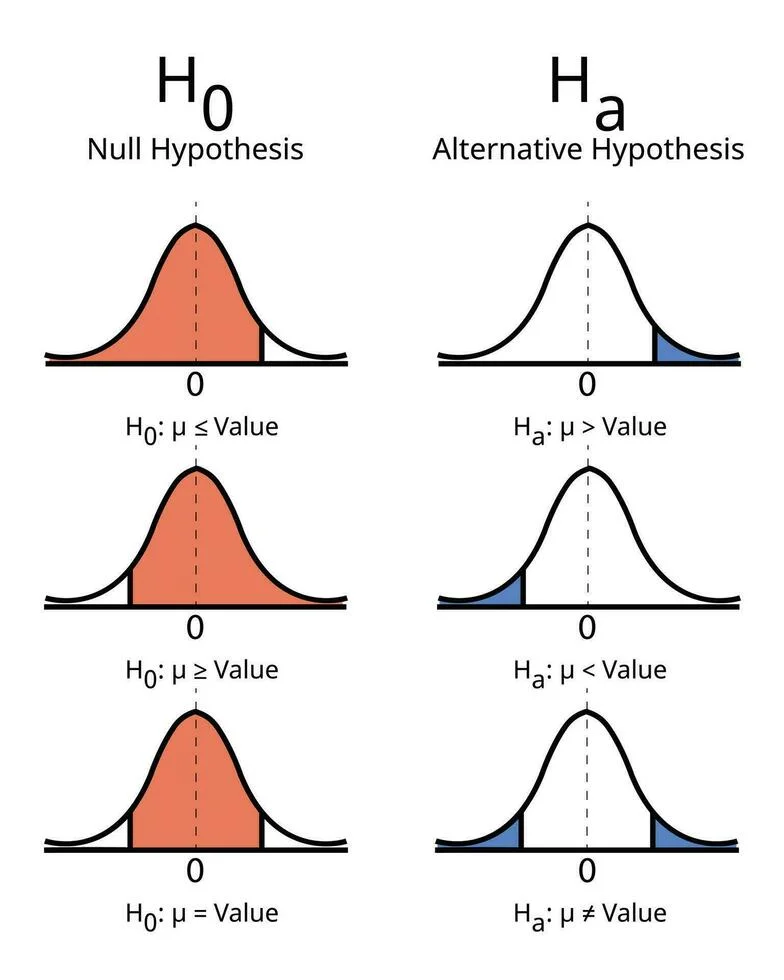 H0
Null Hypothesis
Ha
Alternative Hypothesis
0
0
H0: μ ≤ Value
Ha: μ > Value
0
0
H0: μ ≥ Value
Ha: μ < Value
0
0
H0: μ = Value
Ha: μ ≠ Value